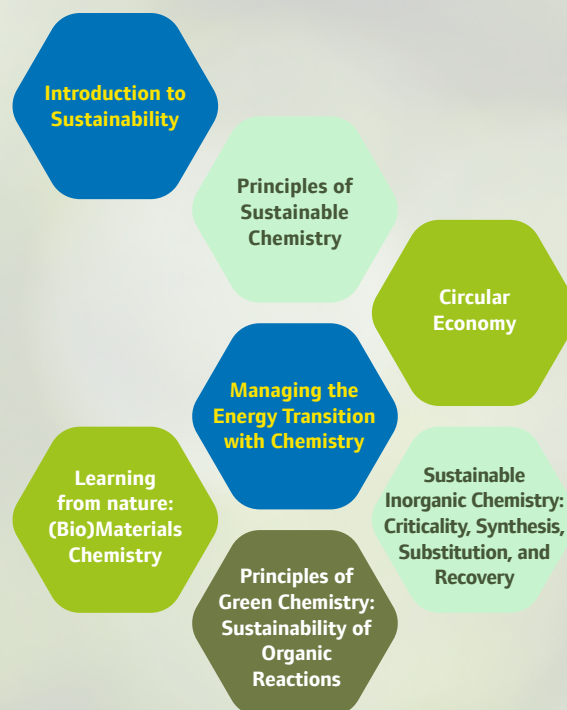 Introduction to
Sustainability
Principles of
Sustainable
Chemistry
Circular
Economy
Managing the
Energy Transition
with Chemistry
Learning
from nature:
(Bio)Materials
Chemistry
Sustainable
Inorganic Chemistry:
Criticality, Synthesis,
Substitution, and
Recovery
Principles of
Green Chemistry:
Sustainability of
Organic
Reactions